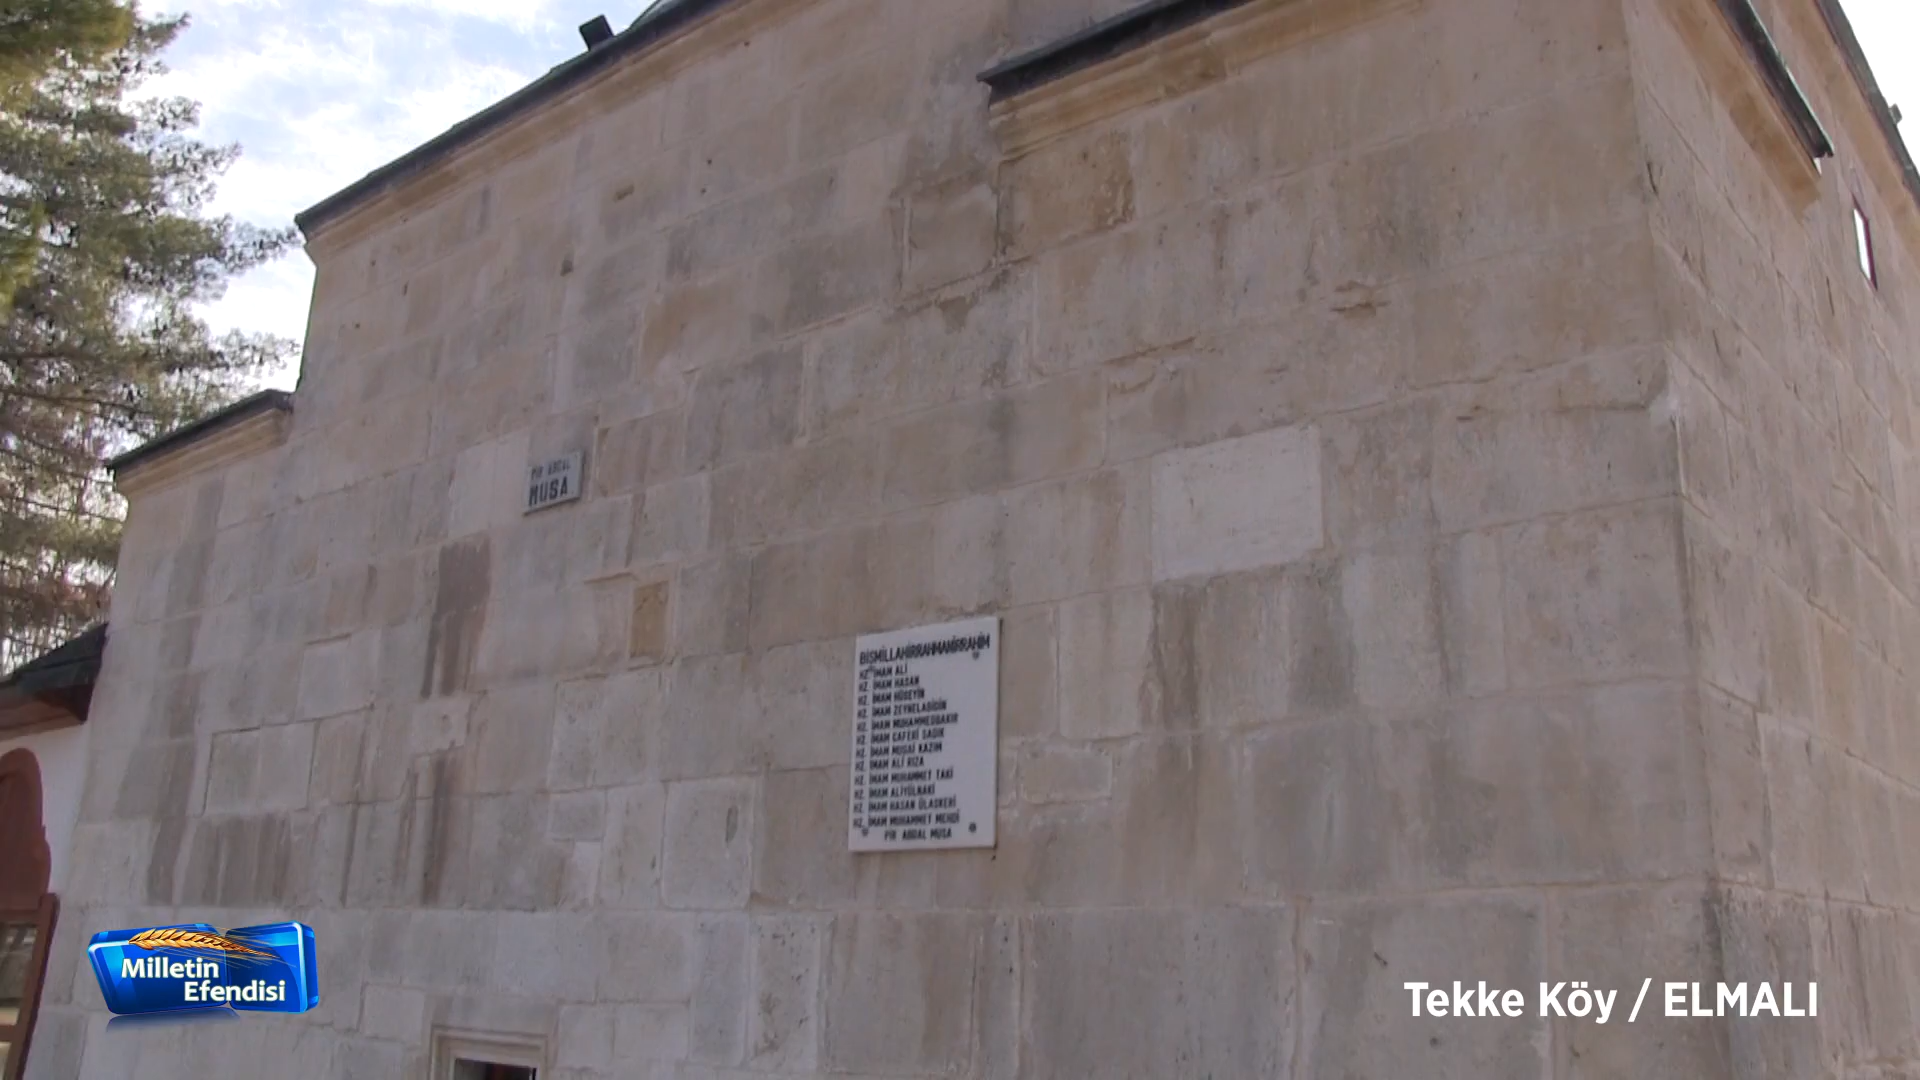 PİR ABDAL
MUSA
BİSMİLLAHİRRAHMANİRRAHİM
HZ. İMAM ALİ
HZ. İMAM HASAN
HZ. İMAM HÜSEYİN
HZ. İMAM ZEYNELABİDİN
HZ. İMAM MUHAMMEDBAKIR
HZ. İMAM CAFERİ SADIK
HZ. İMAM MUSAİ KAZIM
HZ. İMAM ALİ RIZA
HZ. İMAM MUHAMMET TAKİ
HZ. İMAM ALİYÜLNAKİ
HZ. İMAM HASAN ÜLASKERİ
HZ. İMAM MUHAMMET MEHDİ
PİR ABDAL MUSA
Milletin
Efendisi
Tekke Köy / ELMALI